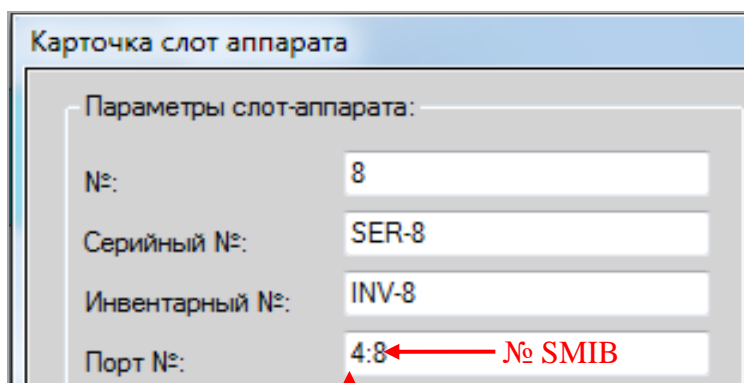 Карточка слот аппарата
Параметры слот-аппарата:
№: 8
Серийный №: SER-8
Инвентарный №: INV-8
Порт №: 4:8 № SMIB